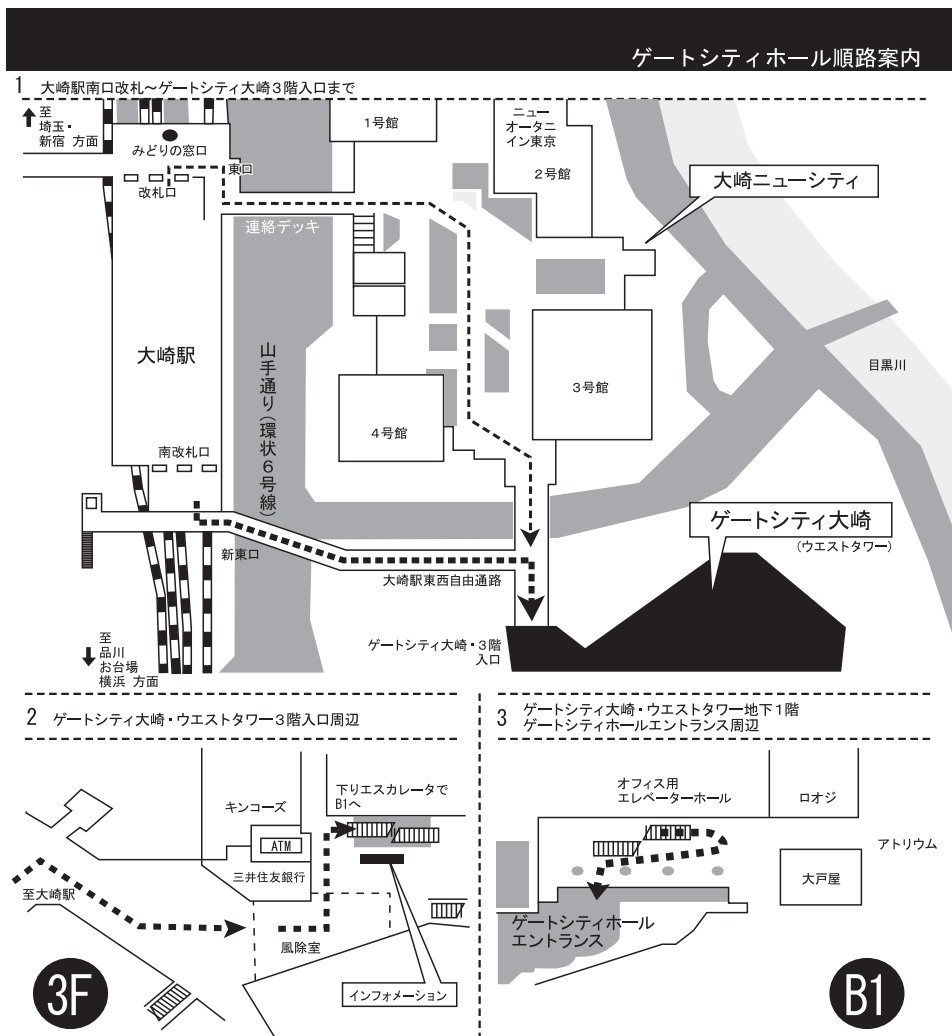 ゲートシティホール順路案内
1 大崎駅南口改札～ゲートシティ大崎3階入口まで
至
埼玉・
新宿 方面
みどりの窓口
東口
改札口
1号館
ニュー
オータニ
イン東京
2号館
大崎ニューシティ
連絡デッキ
大崎駅
山手通り(環状6号線)
3号館
目黒川
4号館
南改札口
ゲートシティ大崎
(ウエストタワー)
新東口
大崎駅東西自由通路
至
品川
お台場
横浜 方面
ゲートシティ大崎・3階
入口
2 ゲートシティ大崎・ウエストタワー3階入口周辺
キンコーズ
下りエスカレータで
B1へ
ATM
三井住友銀行
至大崎駅
風除室
インフォメーション
3F
3 ゲートシティ大崎・ウエストタワー地下1階
ゲートシティホールエントランス周辺
オフィス用
エレベーターホール
ロオジ
アトリウム
大戸屋
ゲートシティホール
エントランス
B1